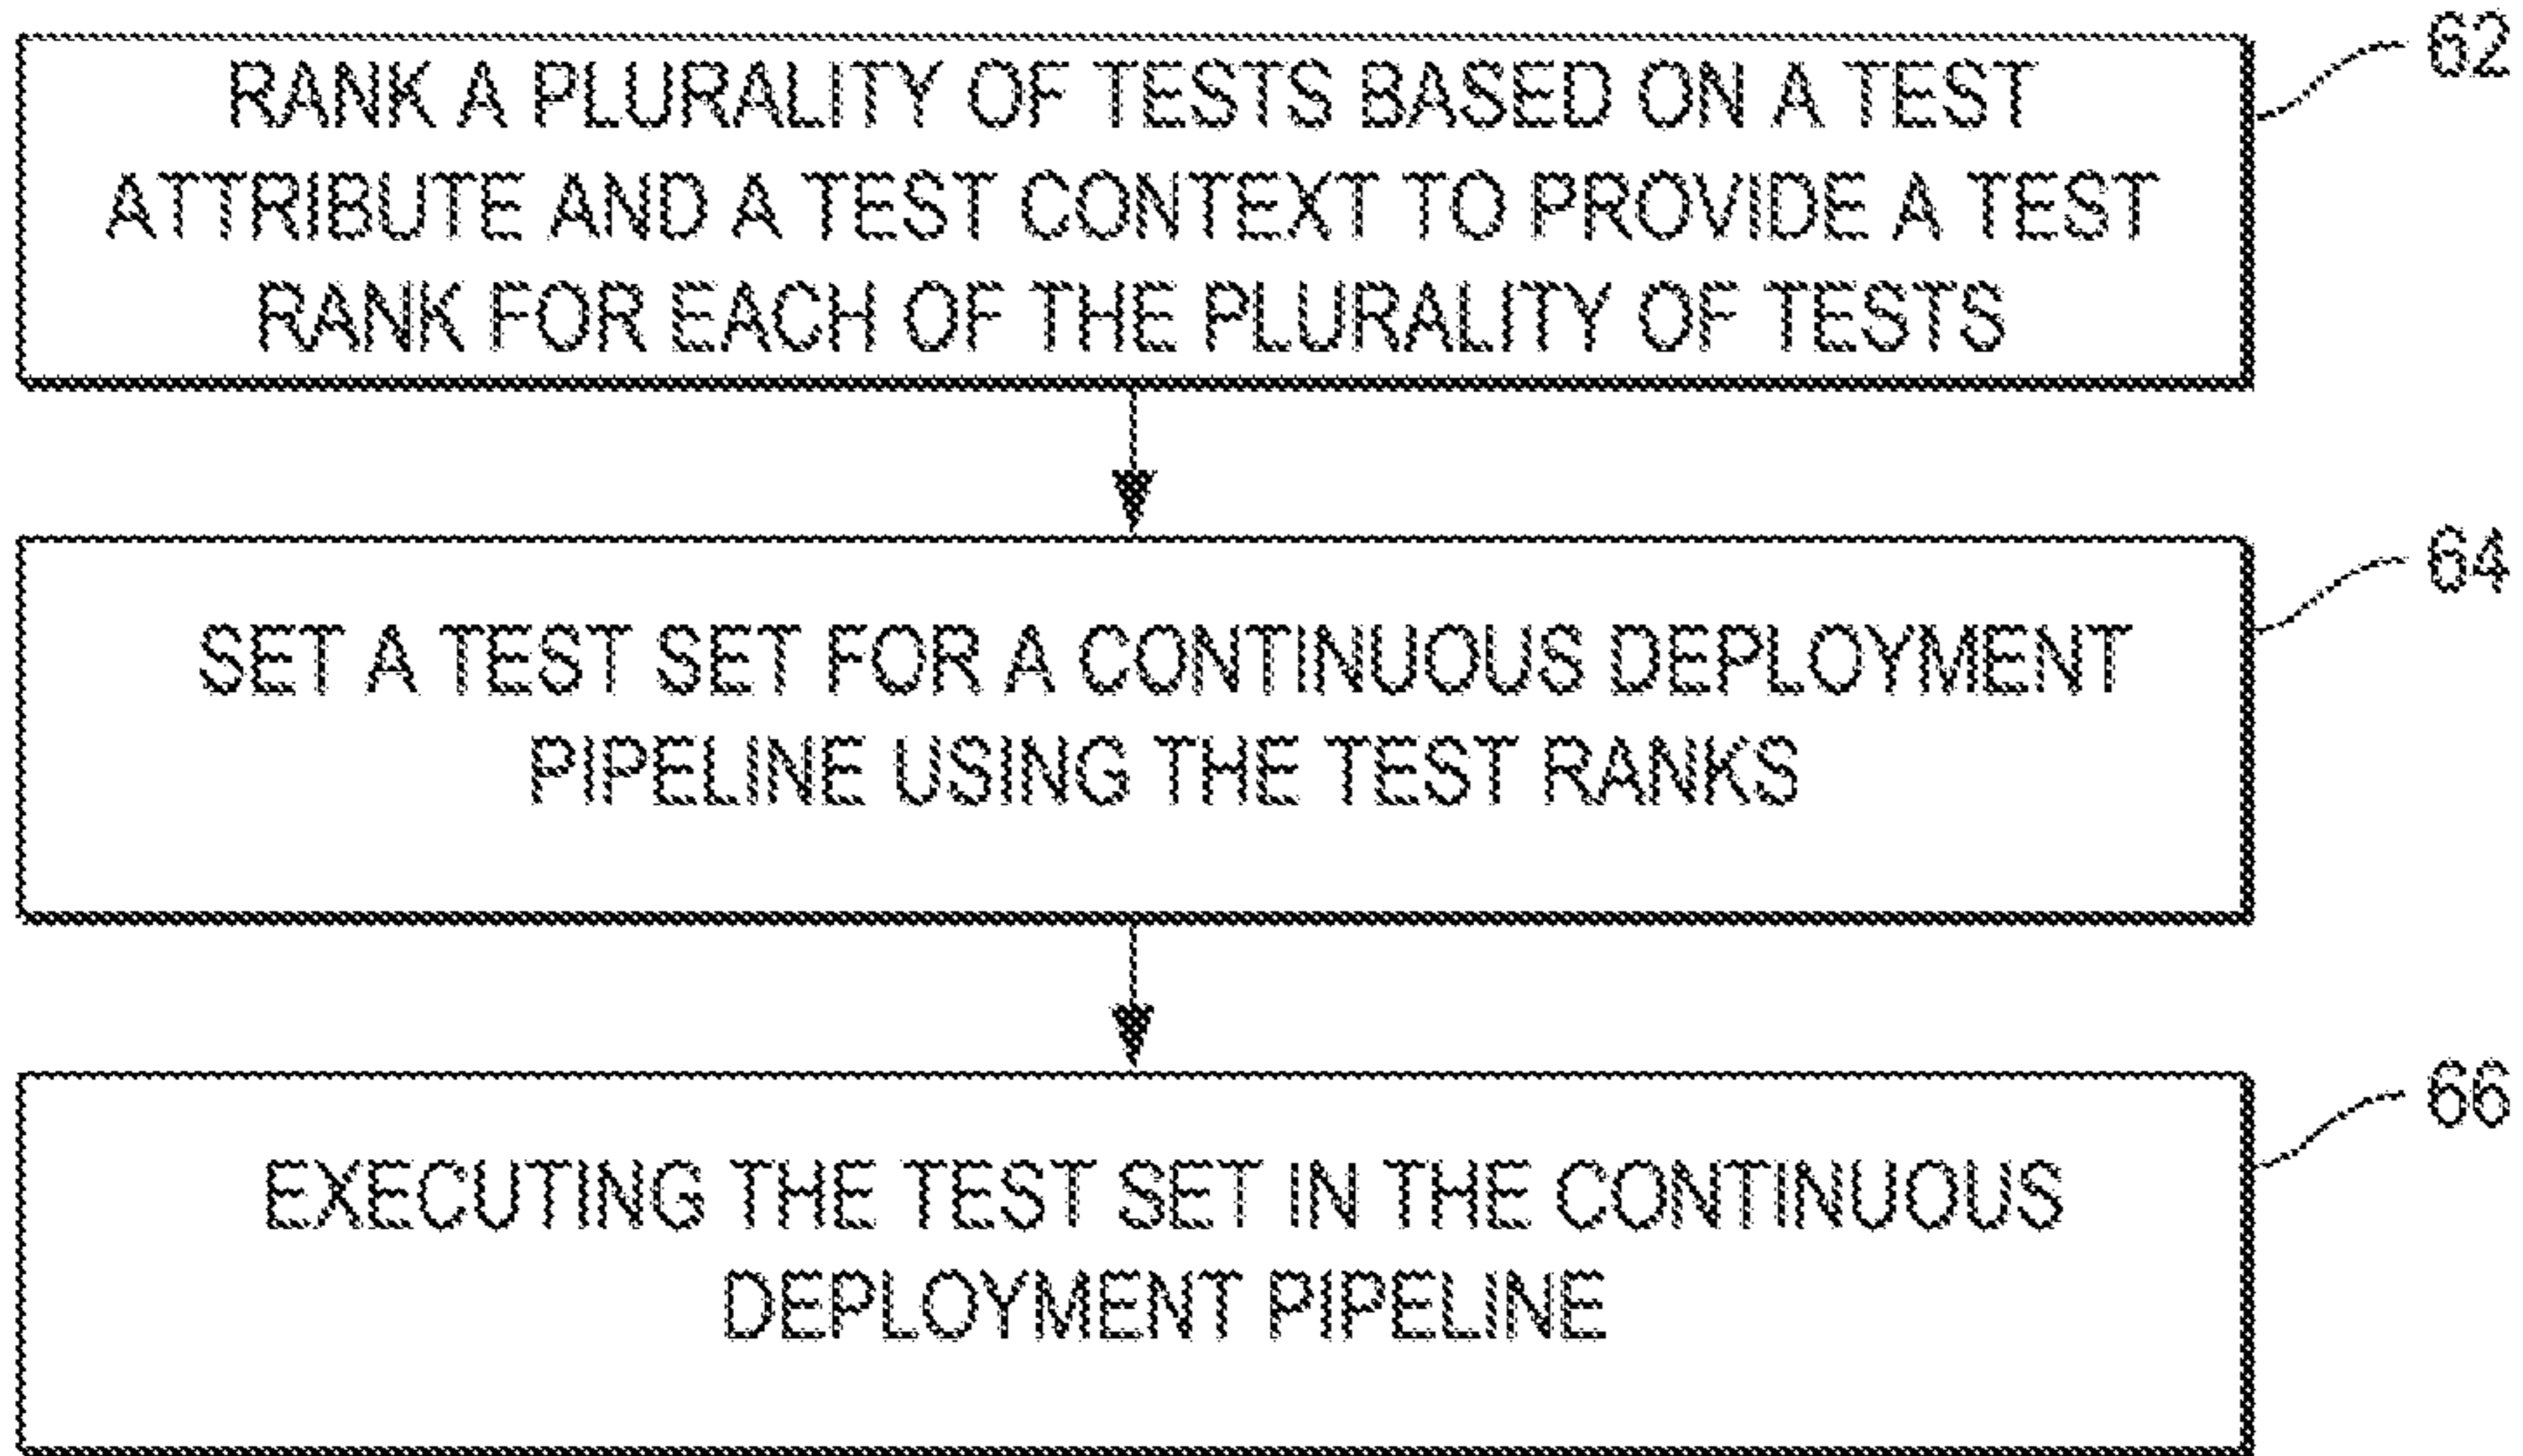 62
RANK A PLURALITY OF TESTS BASED ON A TEST
ATTRIBUTE AND A TEST CONTEXT TO PROVIDE A TEST
RANK FOR EACH OF THE PLURALITY OF TESTS
64
SET A TEST SET FOR A CONTINUOUS DEPLOYMENT
PIPELINE USING THE TEST RANKS
66
EXECUTING THE TEST SET IN THE CONTINUOUS
DEPLOYMENT PIPELINE